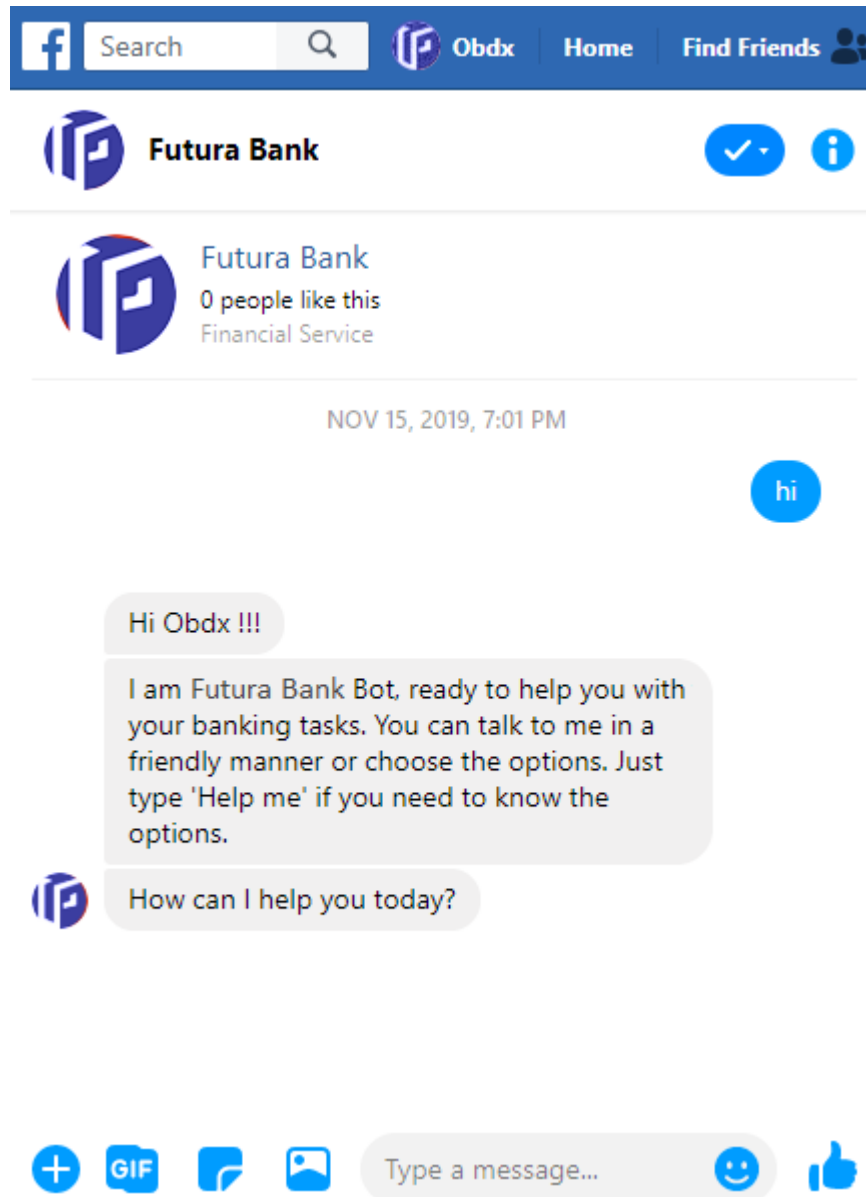 Search Obdx Home Find Friends
Futura Bank
Futura Bank
0 people like this
Financial Service
NOV 15, 2019, 7:01 PM
hi
Hi Obdx !!!
I am Futura Bank Bot, ready to help you with
your banking tasks. You can talk to me in a
friendly manner or choose the options. Just
type 'Help me' if you need to know the
options.
How can I help you today?
GIF Type a message...